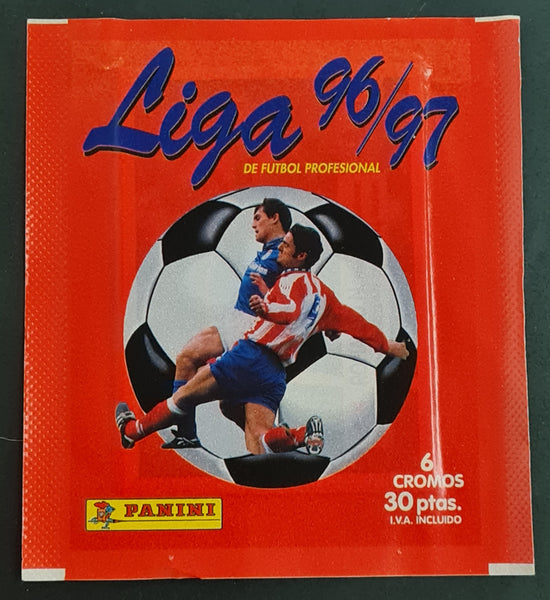 Liga 96/97
DE FUTBOL PROFESIONAL
6
CROMOS
30 ptas.
I.V.A. INCLUIDO
PANINI